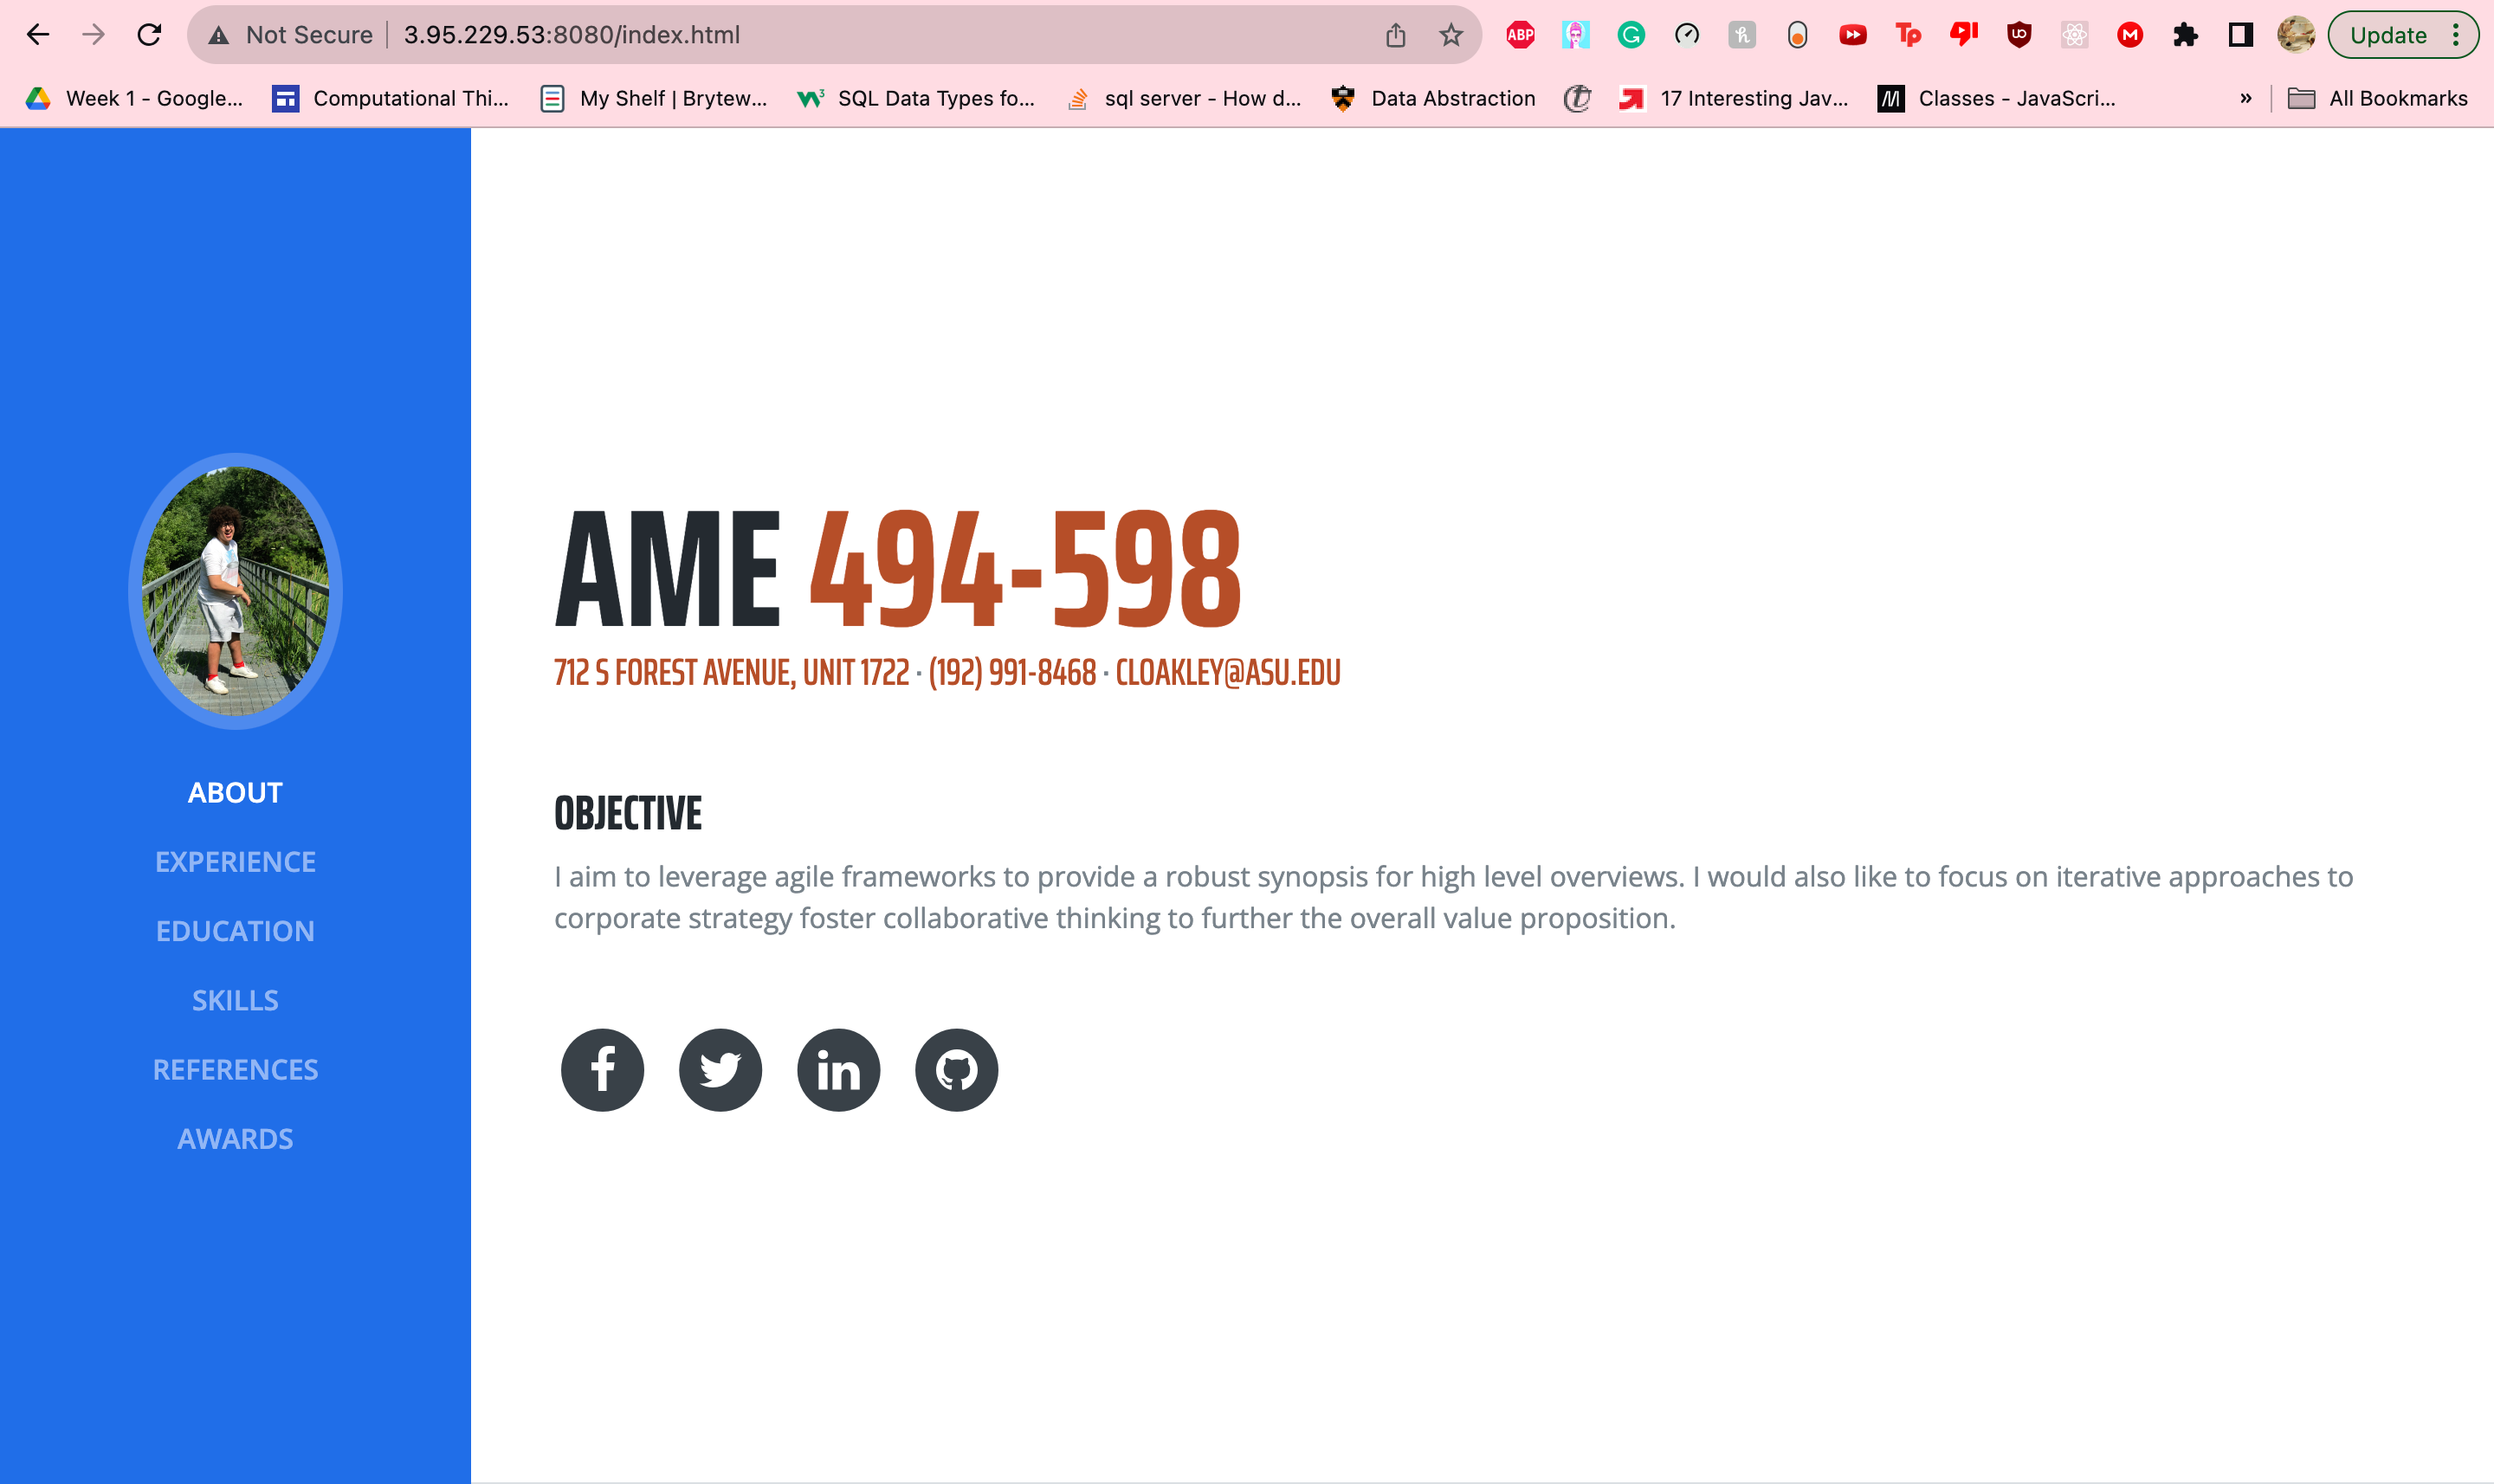 Not Secure 3.95.229.53:8080/index.html ABP Tp Update
Week 1 - Google... Computational Thi... My Shelf | Brytew... SQL Data Types fo... sql server - How d... Data Abstraction 17 Interesting Jav... Classes - JavaScri... » All Bookmarks
AME 494-598
712 S FOREST AVENUE, UNIT 1722 · (192) 991-8468 · CLOAKLEY@ASU.EDU
ABOUT
EXPERIENCE
EDUCATION
SKILLS
REFERENCES
AWARDS
OBJECTIVE
I aim to leverage agile frameworks to provide a robust synopsis for high level overviews. I would also like to focus on iterative approaches to
corporate strategy foster collaborative thinking to further the overall value proposition.